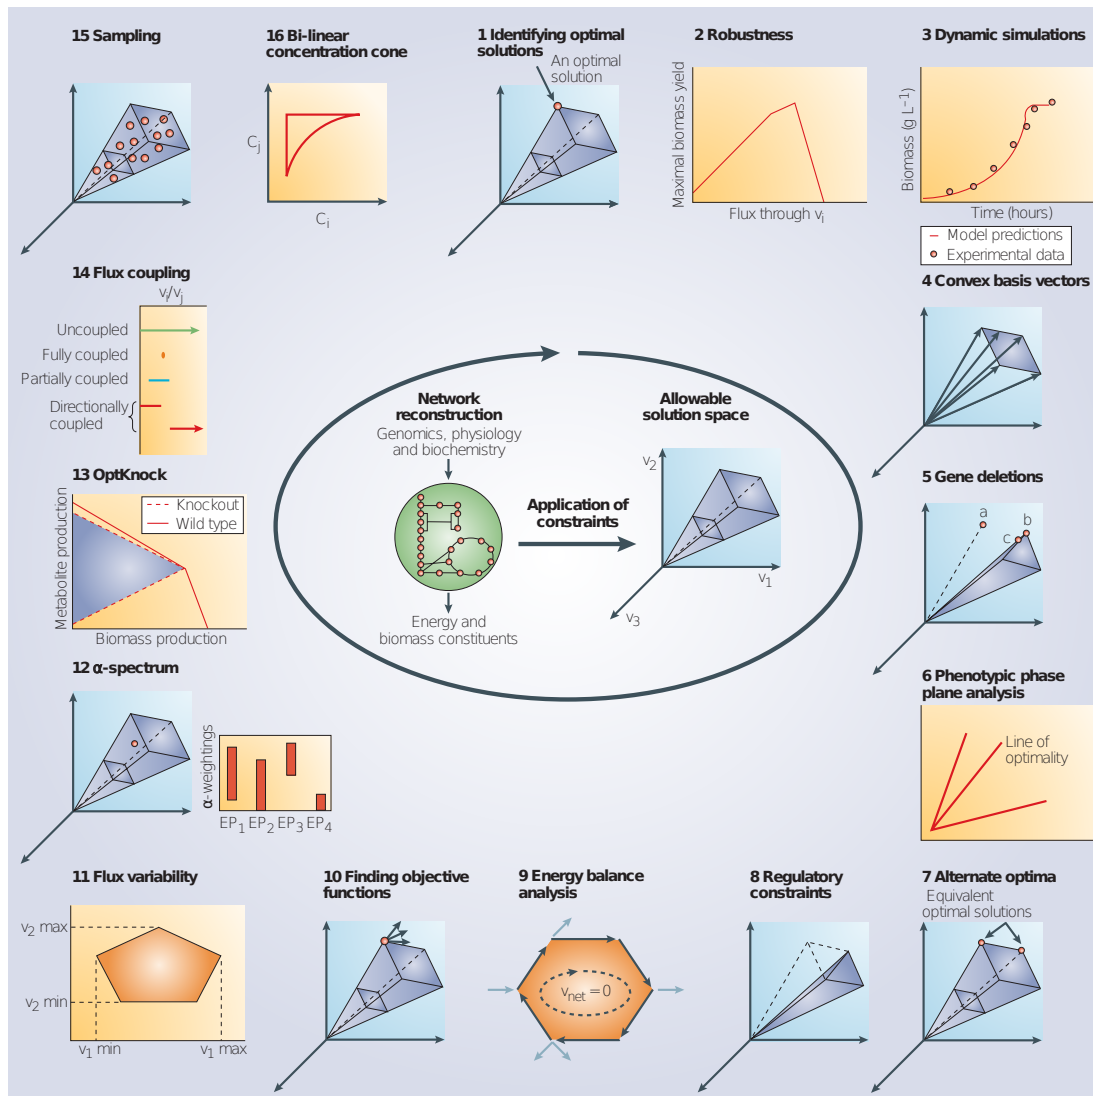 15 Sampling
16 Bi-linear
concentration cone
C_j
C_i
1 Identifying optimal
solutions
An optimal
solution
2 Robustness
Maximal biomass yield
Flux through v_i
3 Dynamic simulations
Biomass (g L⁻¹)
Time (hours)
Model predictions
Experimental data
14 Flux coupling
v_i/v_j
Uncoupled
Fully coupled
Partially coupled
Directionally
coupled
4 Convex basis vectors
Network
reconstruction
Genomics, physiology
and biochemistry
Energy and
biomass constituents
Application of
constraints
Allowable
solution space
v₂
v₁
v₃
13 OptKnock
Knockout
Wild type
Metabolite production
Biomass production
5 Gene deletions
a
b
c
12 α-spectrum
α-weightings
EP₁ EP₂ EP₃ EP₄
6 Phenotypic phase
plane analysis
Line of
optimality
11 Flux variability
v₂ max
v₂ min
v₁ min
v₁ max
10 Finding objective
functions
9 Energy balance
analysis
v_net = 0
8 Regulatory
constraints
7 Alternate optima
Equivalent
optimal solutions